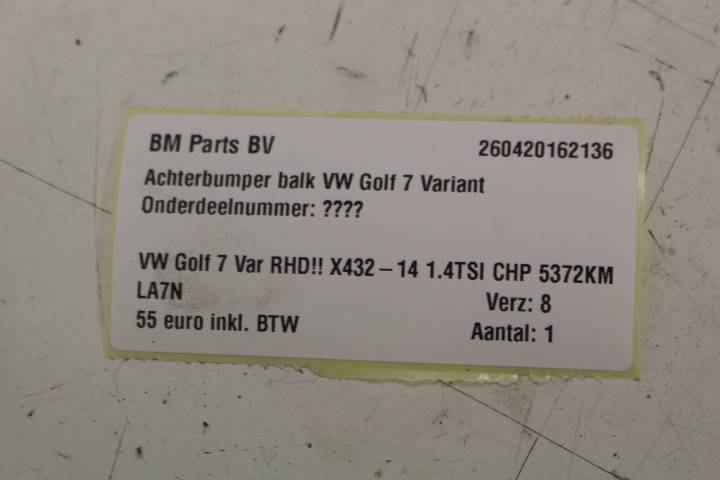 BM Parts BV 260420162136
Achterbumper balk VW Golf 7 Variant
Onderdeelnummer: ????
VW Golf 7 Var RHD!! X432-14 1.4TSI CHP 5372KM
LA7N Verz: 8
55 euro inkl. BTW Aantal: 1